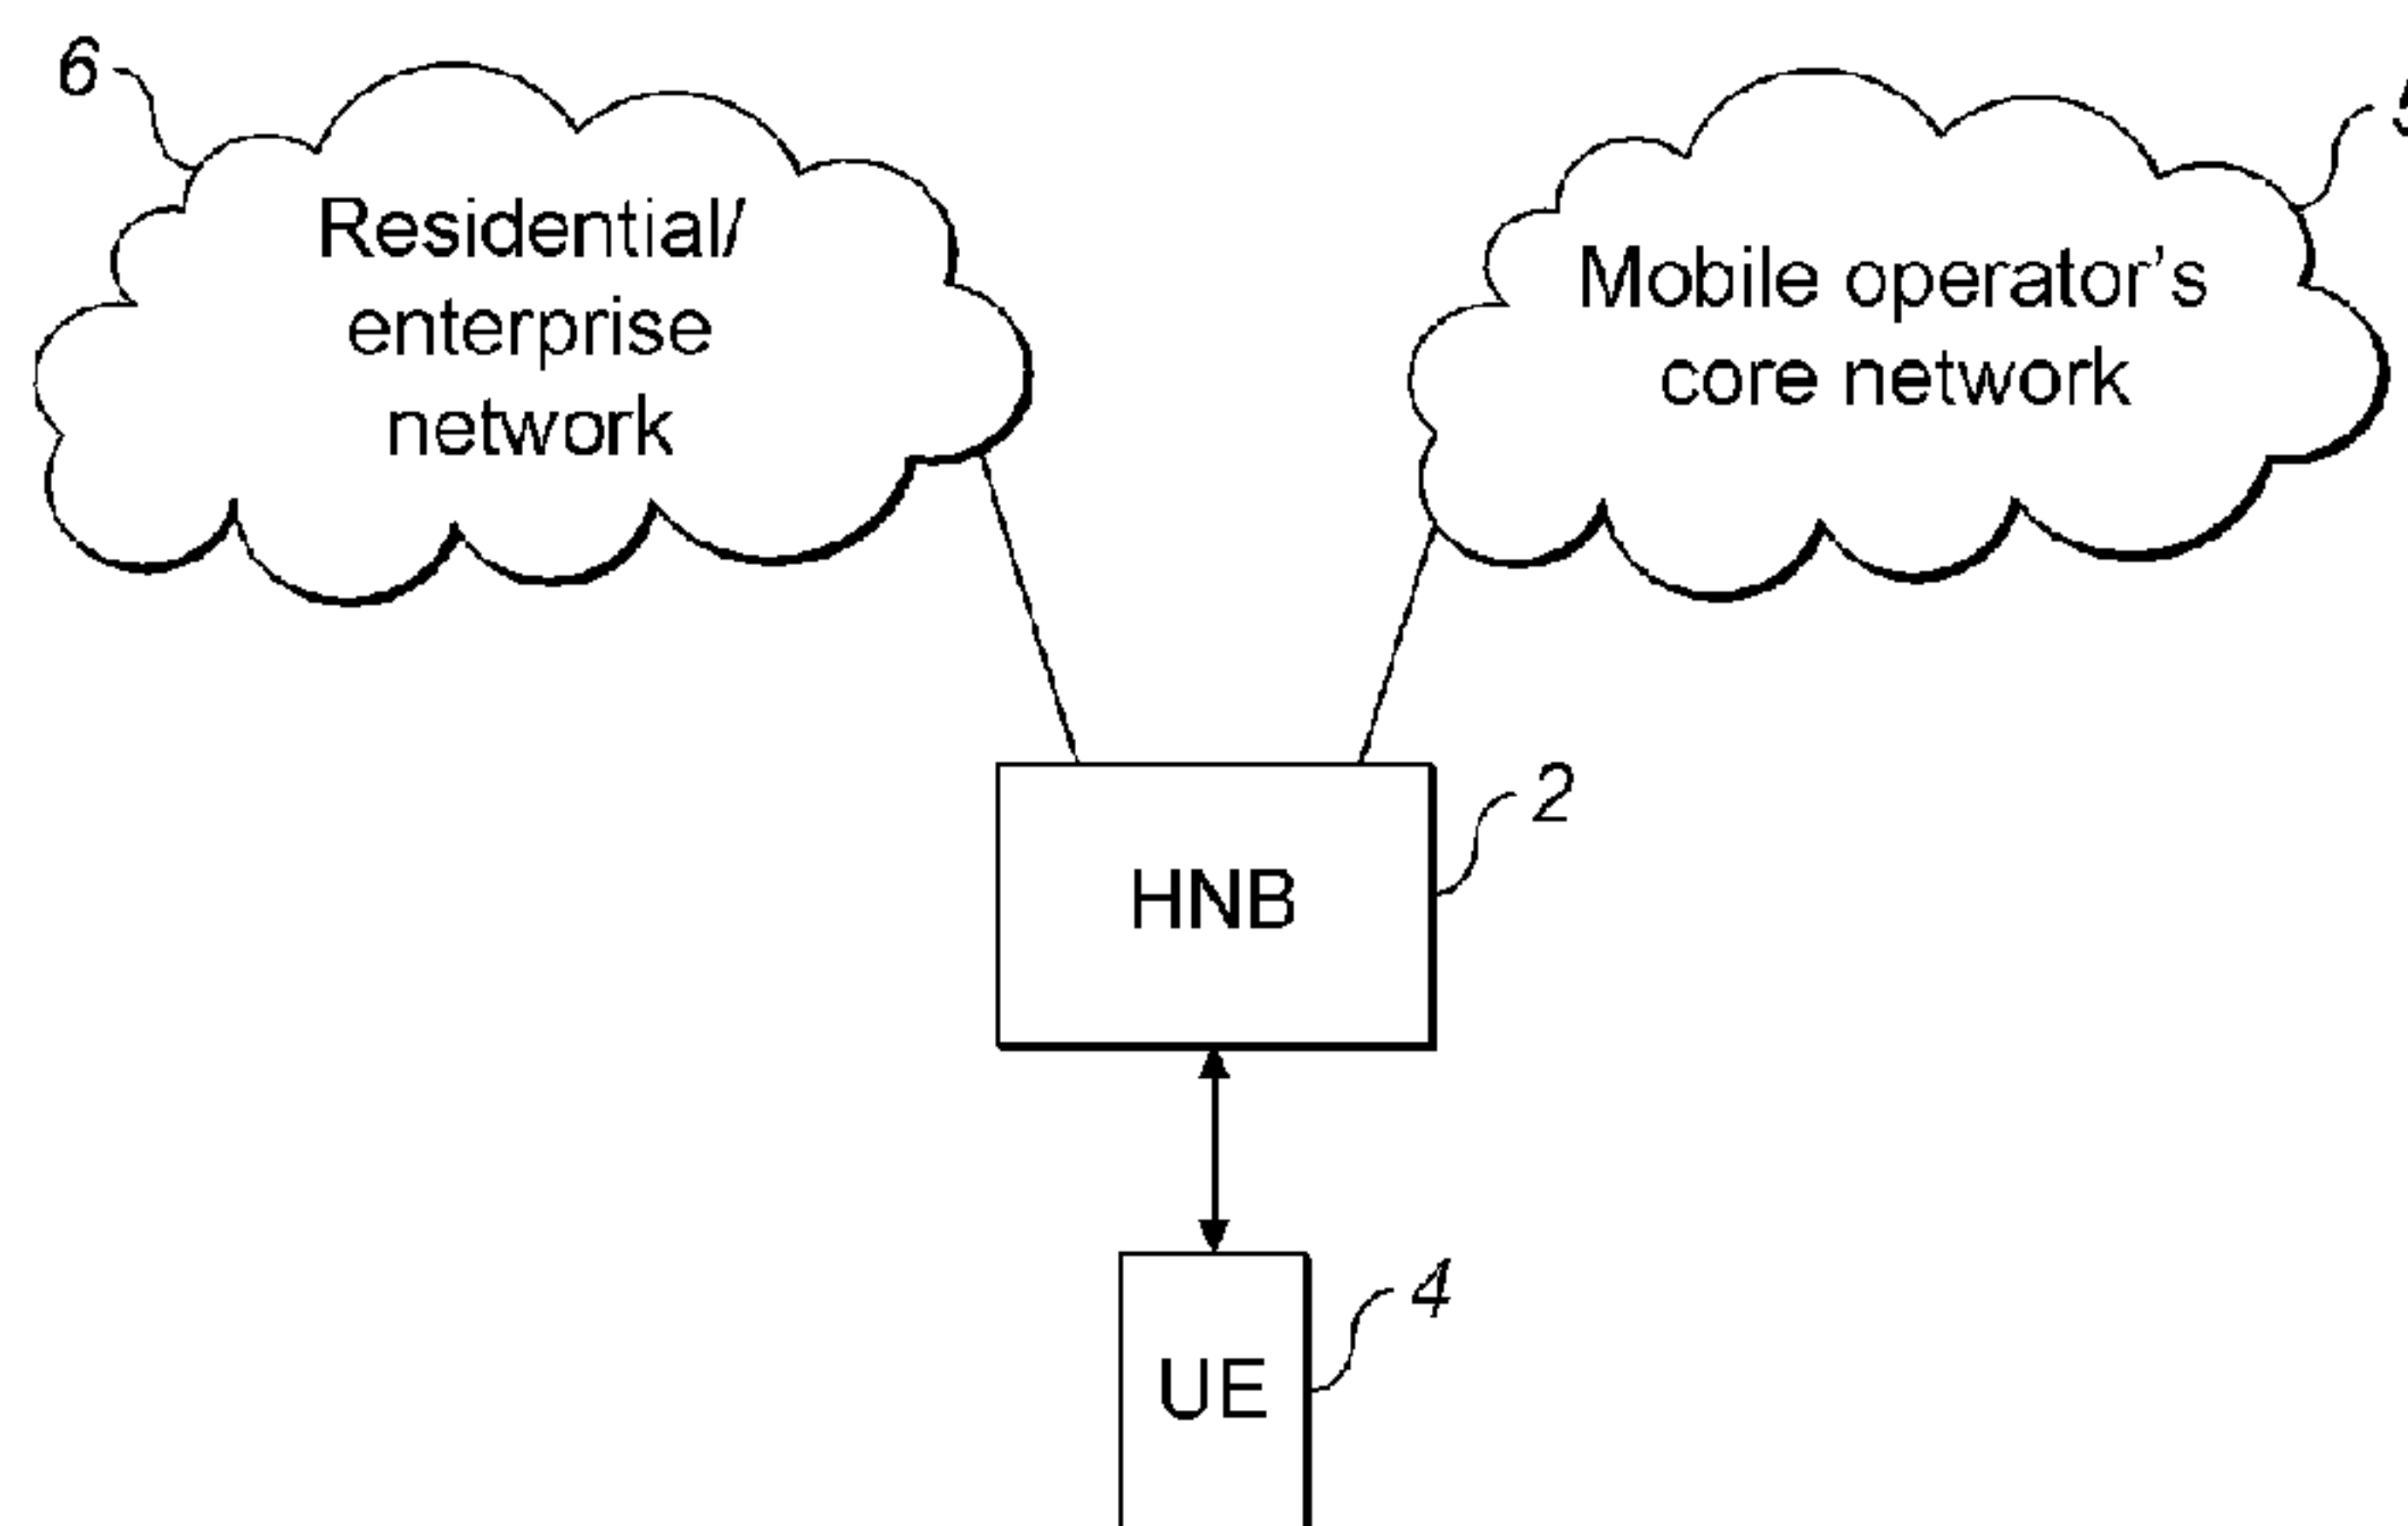 6
Residential/
enterprise
network
Mobile operator's
core network
HNB
2
UE
4